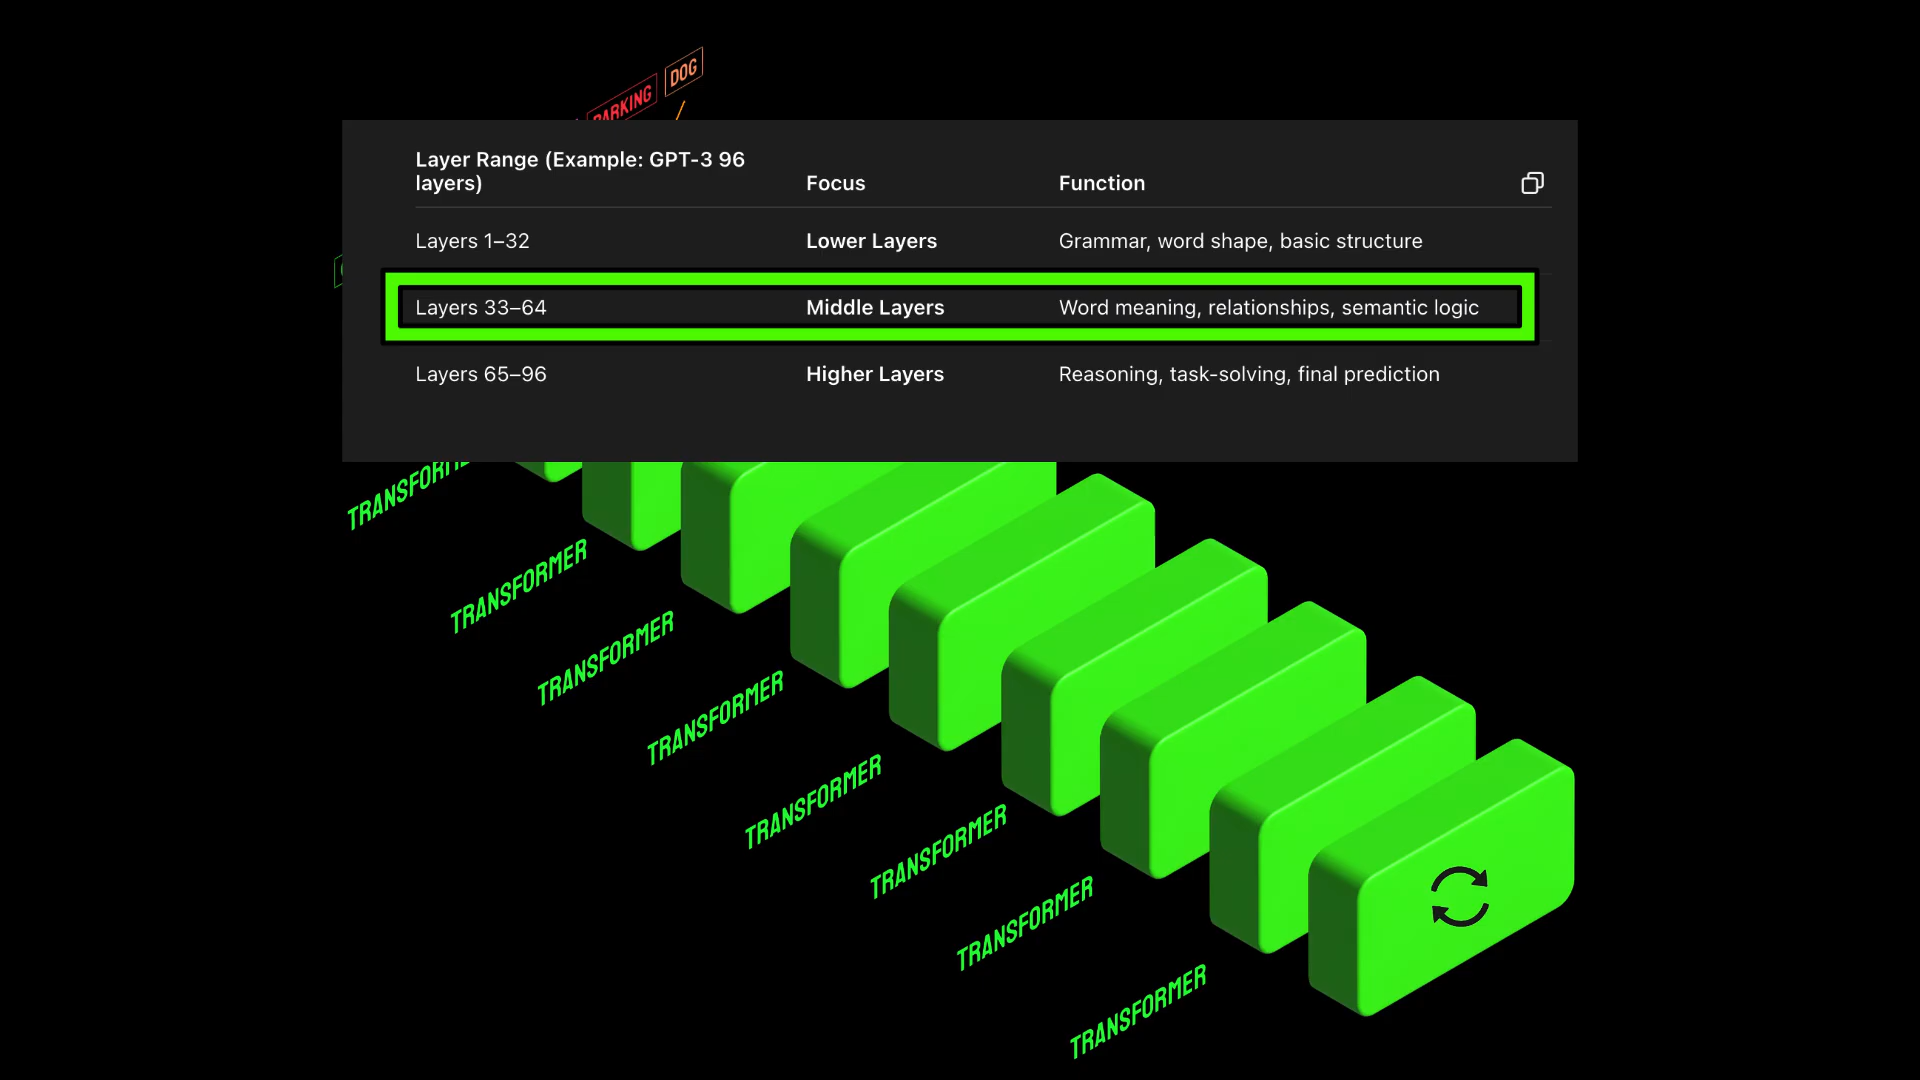 DOG
PARKING
Layer Range (Example: GPT-3 96
layers)
Focus
Function
Layers 1–32
Lower Layers
Grammar, word shape, basic structure
Layers 33–64
Middle Layers
Word meaning, relationships, semantic logic
Layers 65–96
Higher Layers
Reasoning, task-solving, final prediction
TRANSFORMER
TRANSFORMER
TRANSFORMER
TRANSFORMER
TRANSFORMER
TRANSFORMER
TRANSFORMER
TRANSFORMER